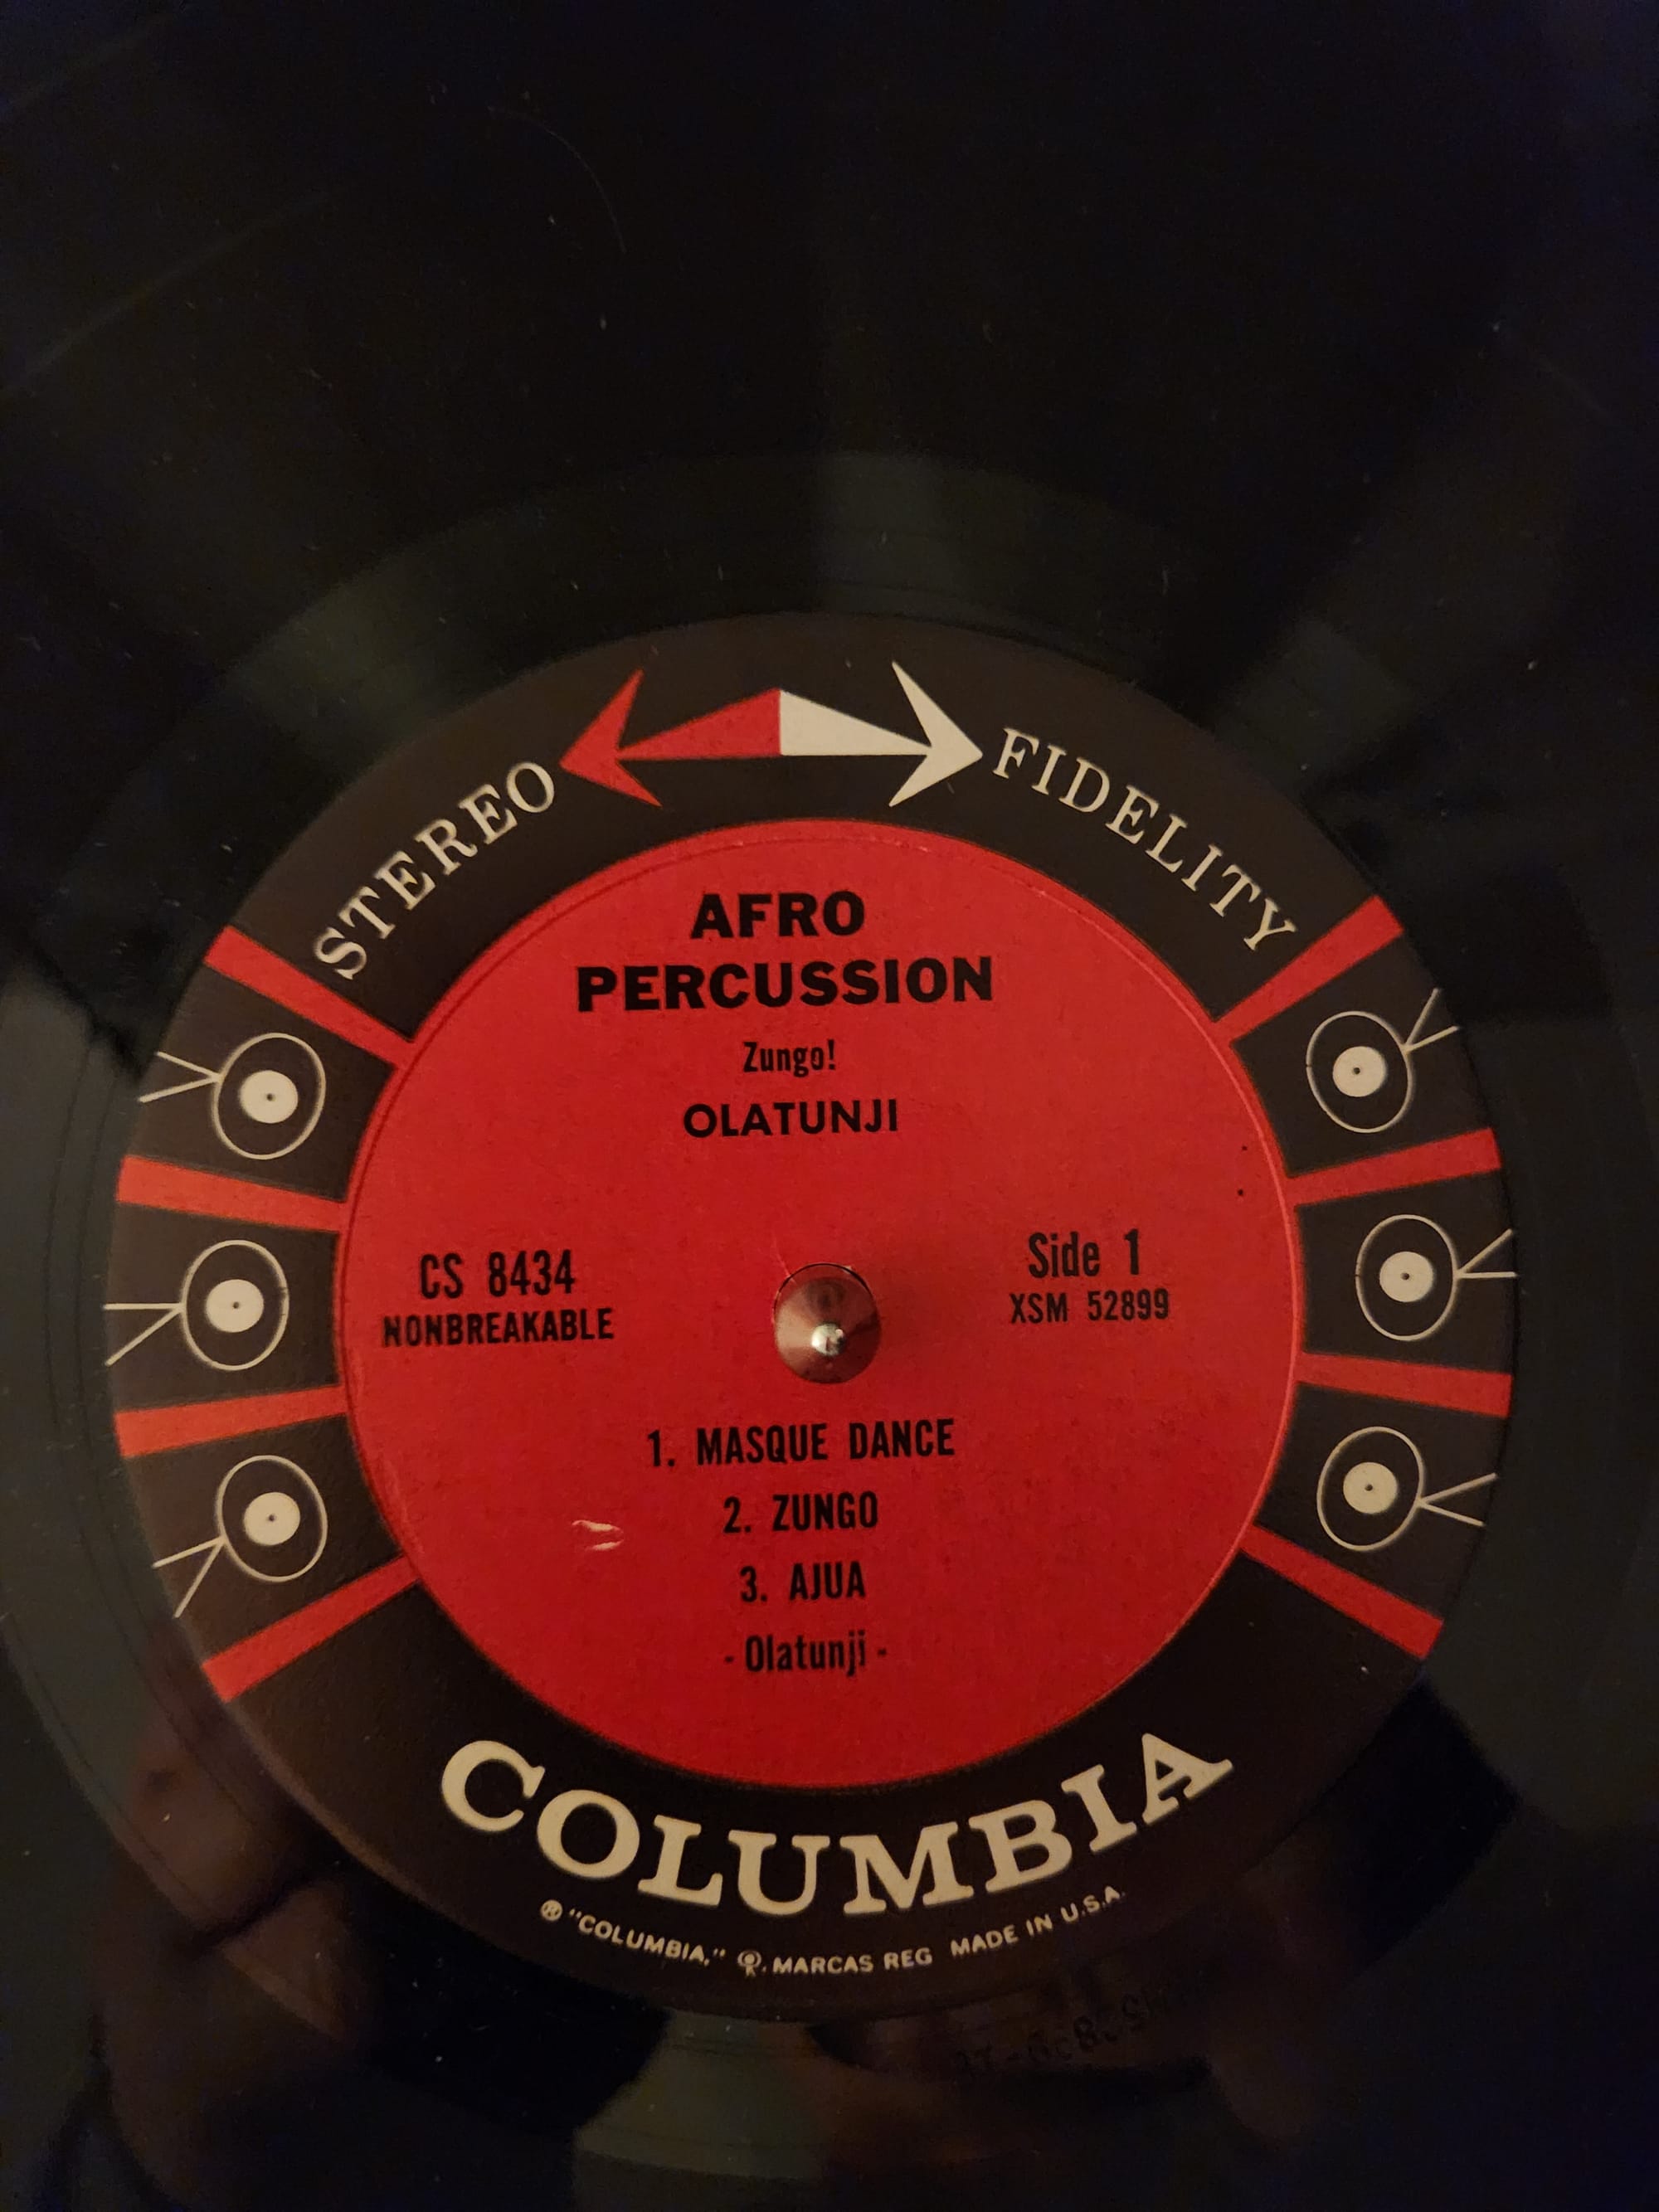 STEREO FIDELITY
AFRO
PERCUSSION
Zungo!
OLATUNJI
CS 8434
NONBREAKABLE
Side 1
XSM 52899
1. MASQUE DANCE
2. ZUNGO
3. AJUA
- Olatunji -
COLUMBIA
® "COLUMBIA," ®. MARCAS REG MADE IN U.S.A.